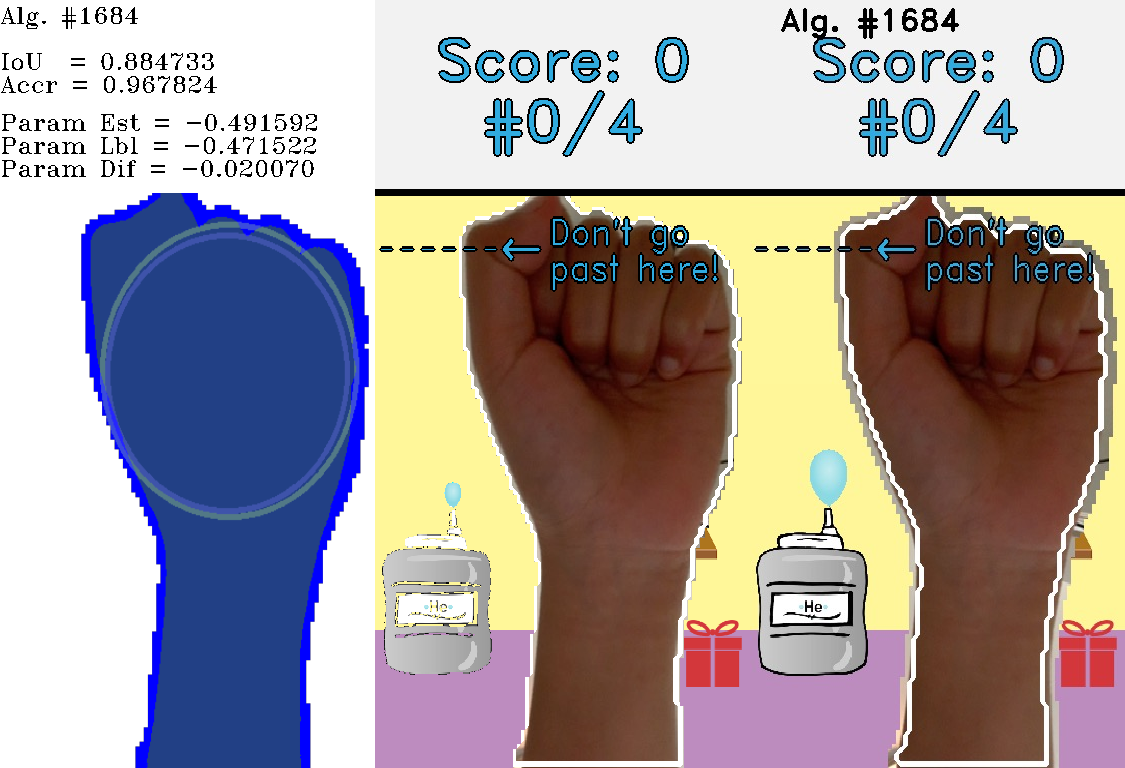 Alg. #1684
IoU = 0.884733
Accr = 0.967824
Param Est = −0.491592
Param Lbl = −0.471522
Param Dif = −0.020070
Score: 0
#0/4
Don't go
past here!
He
Alg. #1684
Score: 0
#0/4
Don't go
past here!
He